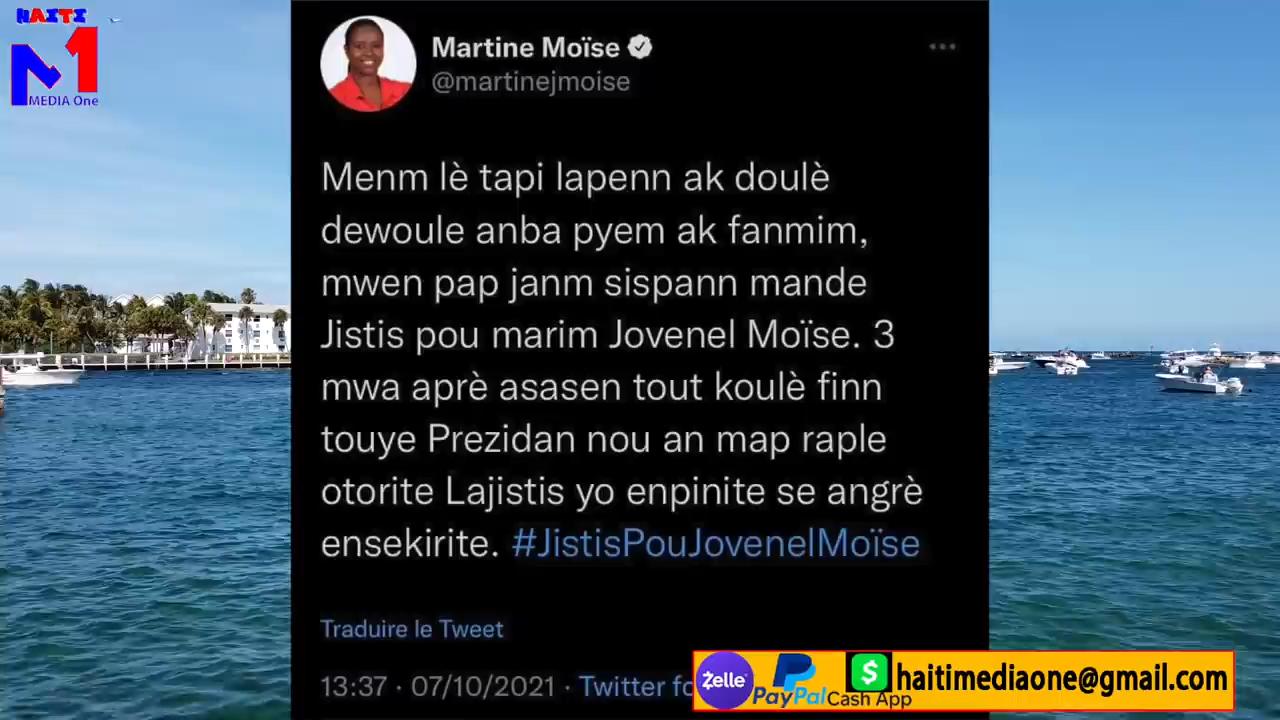 HAITI
M1
MEDIA One
Martine Moïse
@martinejmoise
Menm lè tapi lapenn ak doulè
dewoule anba pyem ak fanmim,
mwen pap janm sispann mande
Jistis pou marim Jovenel Moïse. 3
mwa aprè asasen tout koulè finn
touye Prezidan nou an map raple
otorite Lajistis yo enpinite se angrè
ensekirite. #JistisPouJovenelMoïse
Traduire le Tweet
13:37 · 07/10/2021 · Twitter fo
Zelle
PayPal
$
Cash App
haitimediaone@gmail.com